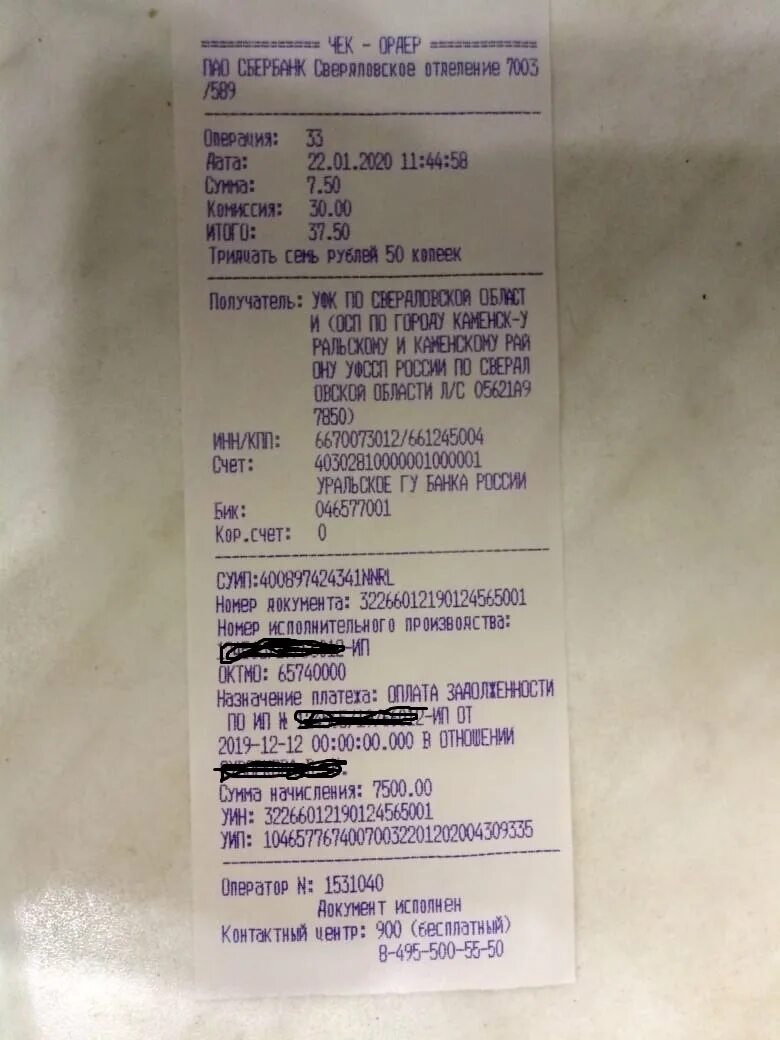 ==================== ЧЕК - ОРДЕР ==================
ПАО СБЕРБАНК Свердловское отделение 7003
/589
Операция: 33
Дата: 22.01.2020 11:44:58
Сумма: 7.50
Комиссия: 30.00
ИТОГО: 37.50
Тридцать семь рублей 50 копеек
Получатель: УФК ПО СВЕРДЛОВСКОЙ ОБЛАСТ
И (ОСП ПО ГОРОДУ КАМЕНСК-У
РАЛЬСКОМУ И КАМЕНСКОМУ РАЙ
ОНУ УФССП РОССИИ ПО СВЕРДЛ
ОВСКОЙ ОБЛАСТИ Л/С 05621А9
7850)
ИНН/КПП: 6670073012/661245004
Счет: 40302810000001000001
УРАЛЬСКОЕ ГУ БАНКА РОССИИ
Бик: 046577001
Кор.счет: 0
СУИП:400897424341NNRL
Номер документа: 32266012190124565001
Номер исполнительного производства:
-ИП
ОКТМО: 65740000
Назначение платежа: ОПЛАТА ЗАДОЛЖЕННОСТИ
ПО ИП № -ИП ОТ
2019-12-12 00:00:00.000 В ОТНОШЕНИИ
Сумма начисления: 7500.00
УИН: 32266012190124565001
УИП: 10465776740070032201202004309335
Оператор N: 1531040
Документ исполнен
Контактный центр: 900 (бесплатный)
8-495-500-55-50